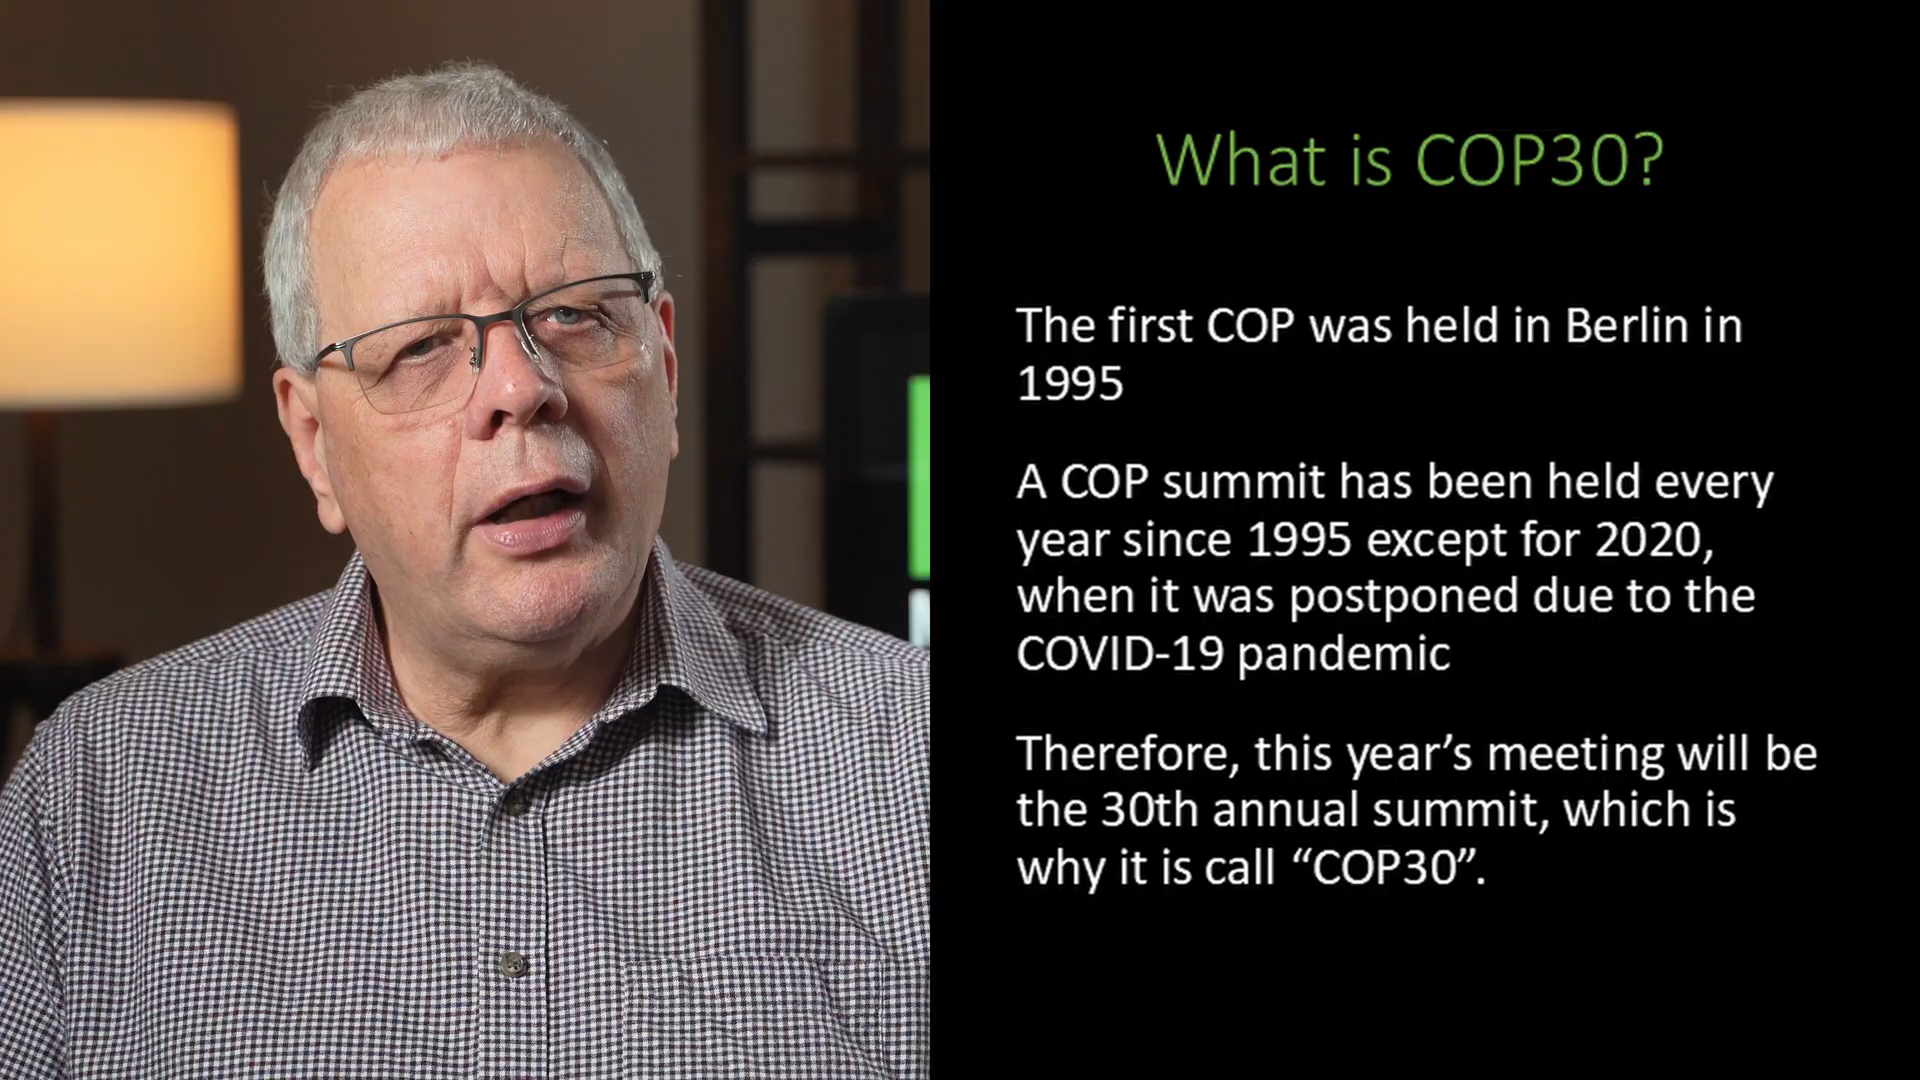 What is COP30?
The first COP was held in Berlin in
1995
A COP summit has been held every
year since 1995 except for 2020,
when it was postponed due to the
COVID-19 pandemic
Therefore, this year’s meeting will be
the 30th annual summit, which is
why it is call “COP30”.